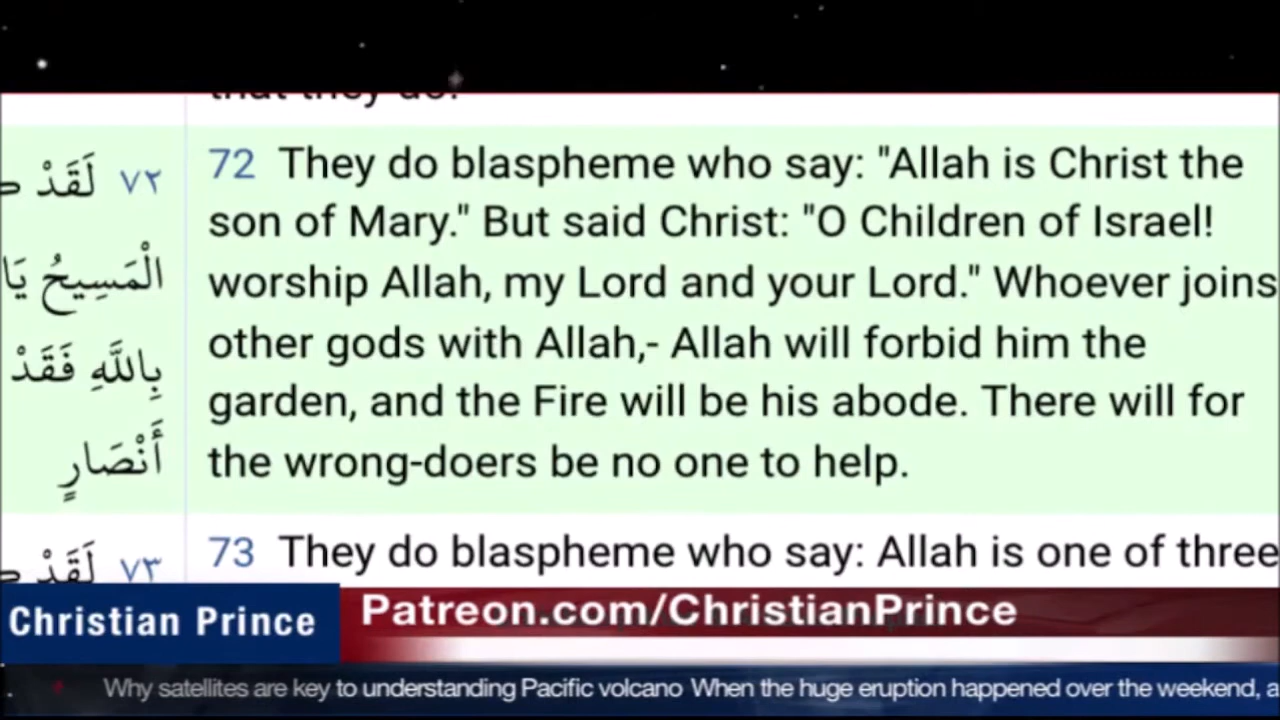 that they do.
72 They do blaspheme who say: "Allah is Christ the
son of Mary." But said Christ: "O Children of Israel!
worship Allah, my Lord and your Lord." Whoever joins
other gods with Allah,- Allah will forbid him the
garden, and the Fire will be his abode. There will for
the wrong-doers be no one to help.
٧٢ لَقَدْ
الْمَسِيحُ يَا
بِاللَّهِ فَقَدْ
أَنْصَارٍ
73 They do blaspheme who say: Allah is one of three
٧٣ لَقَدْ
Christian Prince
Patreon.com/ChristianPrince
Why satellites are key to understanding Pacific volcano When the huge eruption happened over the weekend, a